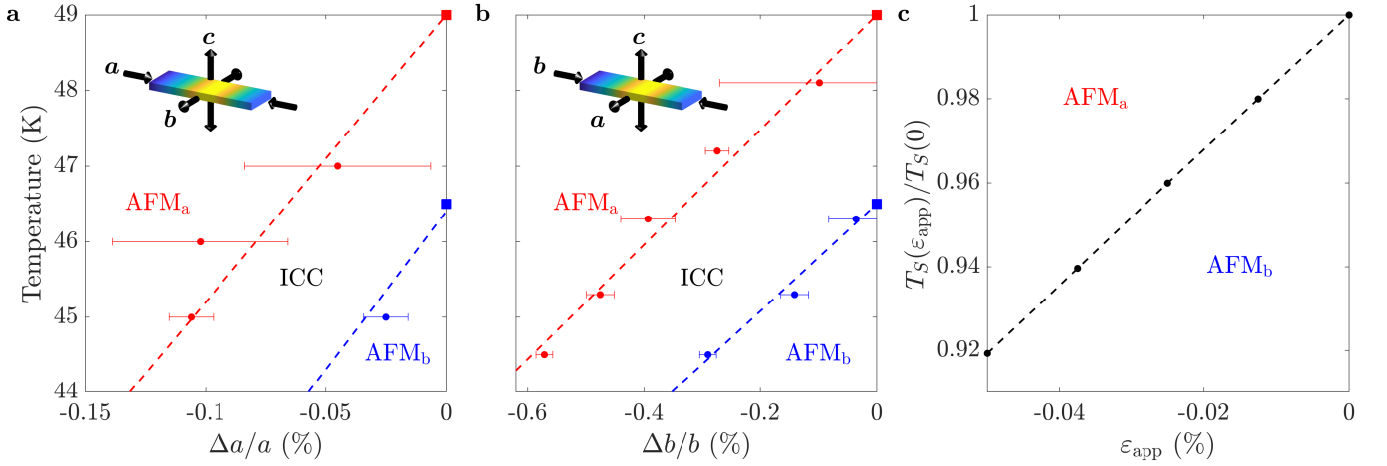 a
49
48
47
46
45
44
Temperature (K)
c
a
b
AFMa
ICC
AFMb
-0.15
-0.1
-0.05
0
Δa/a (%)
b
c
b
a
AFMa
ICC
AFMb
-0.6
-0.4
-0.2
0
Δb/b (%)
c
1
0.98
0.96
0.94
0.92
TS(εapp)/TS(0)
AFMa
AFMb
-0.04
-0.02
0
εapp (%)